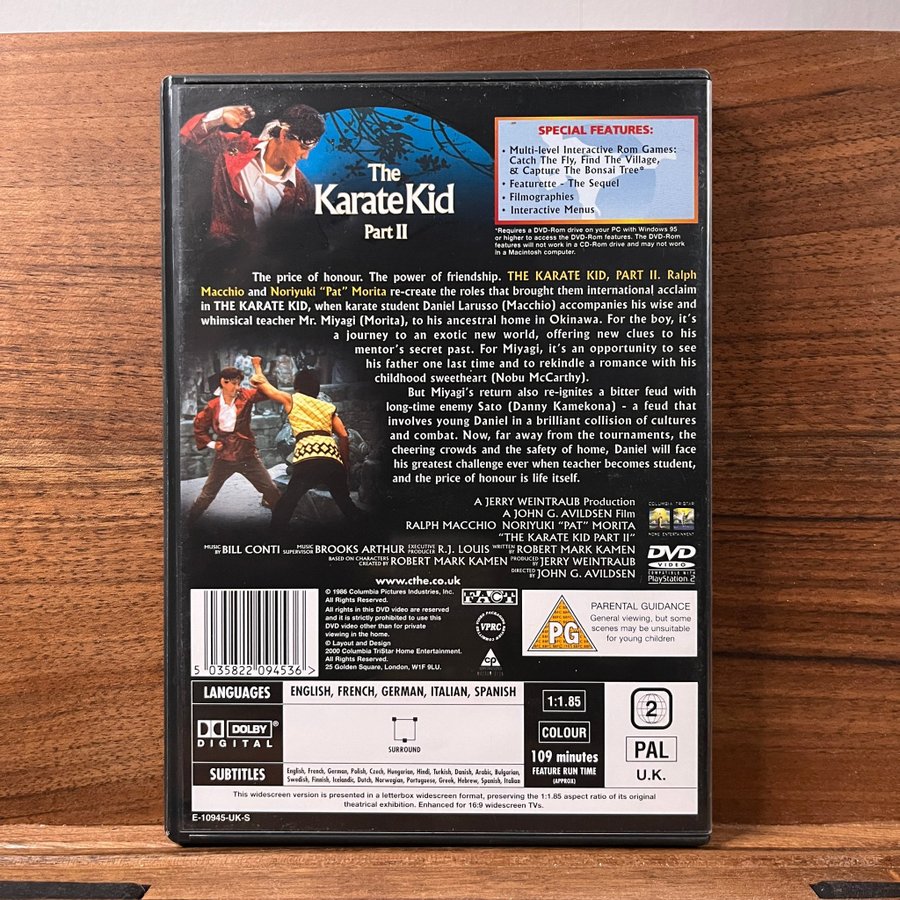 The
Karate Kid
Part II
SPECIAL FEATURES:
• Multi-level Interactive Rom Games:
Catch The Fly, Find The Village,
& Capture The Bonsai Tree*
• Featurette - The Sequel
• Filmographies
• Interactive Menus
*Requires a DVD-Rom drive on your PC with Windows 95
or higher to access the DVD-Rom features. The DVD-Rom
features will not work in a CD-Rom drive and may not work
in a Macintosh computer.
The price of honour. The power of friendship. THE KARATE KID, PART II. Ralph
Macchio and Noriyuki "Pat" Morita re-create the roles that brought them international acclaim
in THE KARATE KID, when karate student Daniel Larusso (Macchio) accompanies his wise and
whimsical teacher Mr. Miyagi (Morita), to his ancestral home in Okinawa. For the boy, it's
a journey to an exotic new world, offering new clues to his
mentor's secret past. For Miyagi, it's an opportunity to see
his father one last time and to rekindle a romance with his
childhood sweetheart (Nobu McCarthy).
But Miyagi's return also re-ignites a bitter feud with
long-time enemy Sato (Danny Kamekona) - a feud that
involves young Daniel in a brilliant collision of cultures
and combat. Now, far away from the tournaments, the
cheering crowds and the safety of home, Daniel will face
his greatest challenge ever when teacher becomes student,
and the price of honour is life itself.
A JERRY WEINTRAUB Production
A JOHN G. AVILDSEN Film
RALPH MACCHIO NORIYUKI "PAT" MORITA
"THE KARATE KID PART II"
MUSIC BY BILL CONTI MUSIC SUPERVISOR BROOKS ARTHUR EXECUTIVE PRODUCER R.J. LOUIS WRITTEN BY ROBERT MARK KAMEN
BASED ON CHARACTERS CREATED BY ROBERT MARK KAMEN PRODUCED BY JERRY WEINTRAUB
DIRECTED BY JOHN G. AVILDSEN
COLUMBIA TRISTAR
HOME ENTERTAINMENT
DVD
VIDEO
COMPATIBLE WITH
PlayStation 2
www.cthe.co.uk
© 1986 Columbia Pictures Industries, Inc.
All Rights Reserved.
All rights in this DVD video are reserved
and it is strictly prohibited to use this
DVD video other than for private
viewing in the home.
© Layout and Design
2000 Columbia TriStar Home Entertainment.
All Rights Reserved.
25 Golden Square, London, W1F 9LU.
FACT
VPRC
cp
PG
PARENTAL GUIDANCE
General viewing, but some
scenes may be unsuitable
for young children
5 035822 094536 >
LANGUAGES
ENGLISH, FRENCH, GERMAN, ITALIAN, SPANISH
DOLBY
DIGITAL
SURROUND
SUBTITLES
English, French, German, Polish, Czech, Hungarian, Hindi, Turkish, Danish, Arabic, Bulgarian,
Swedish, Finnish, Icelandic, Dutch, Norwegian, Portuguese, Greek, Hebrew, Spanish, Italian
1:1.85
COLOUR
109 minutes
FEATURE RUN TIME
(APPROX)
2
PAL
U.K.
This widescreen version is presented in a letterbox widescreen format, preserving the 1:1.85 aspect ratio of its original
theatrical exhibition. Enhanced for 16:9 widescreen TVs.
E-10945-UK-S